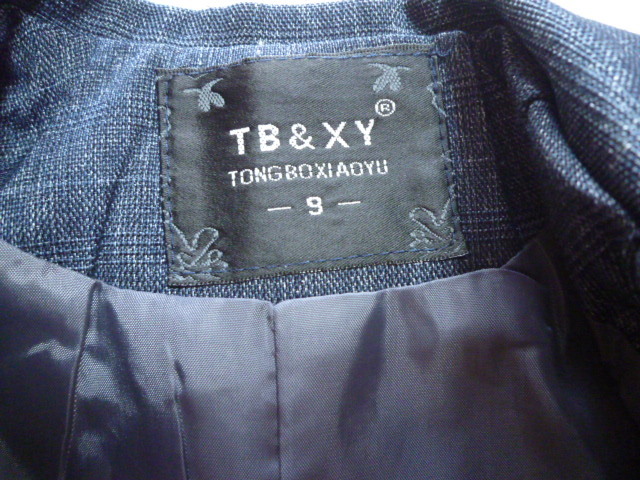 TB&XY®
TONGBOXIAOYU
— 9 —